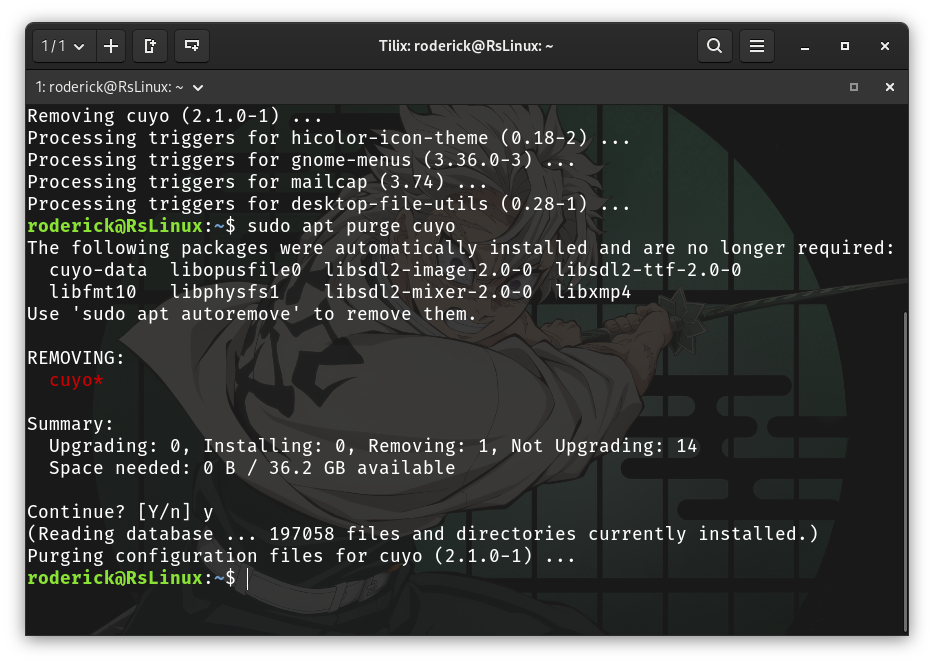 1/1
Tilix: roderick@RsLinux: ~
1: roderick@RsLinux: ~
Removing cuyo (2.1.0-1) ...
Processing triggers for hicolor-icon-theme (0.18-2) ...
Processing triggers for gnome-menus (3.36.0-3) ...
Processing triggers for mailcap (3.74) ...
Processing triggers for desktop-file-utils (0.28-1) ...
roderick@RsLinux:~$ sudo apt purge cuyo
The following packages were automatically installed and are no longer required:
  cuyo-data  libopusfile0  libsdl2-image-2.0-0  libsdl2-ttf-2.0-0
  libfmt10   libphysfs1    libsdl2-mixer-2.0-0  libxmp4
Use 'sudo apt autoremove' to remove them.
REMOVING:
  cuyo*
Summary:
  Upgrading: 0, Installing: 0, Removing: 1, Not Upgrading: 14
  Space needed: 0 B / 36.2 GB available
Continue? [Y/n] y
(Reading database ... 197058 files and directories currently installed.)
Purging configuration files for cuyo (2.1.0-1) ...
roderick@RsLinux:~$